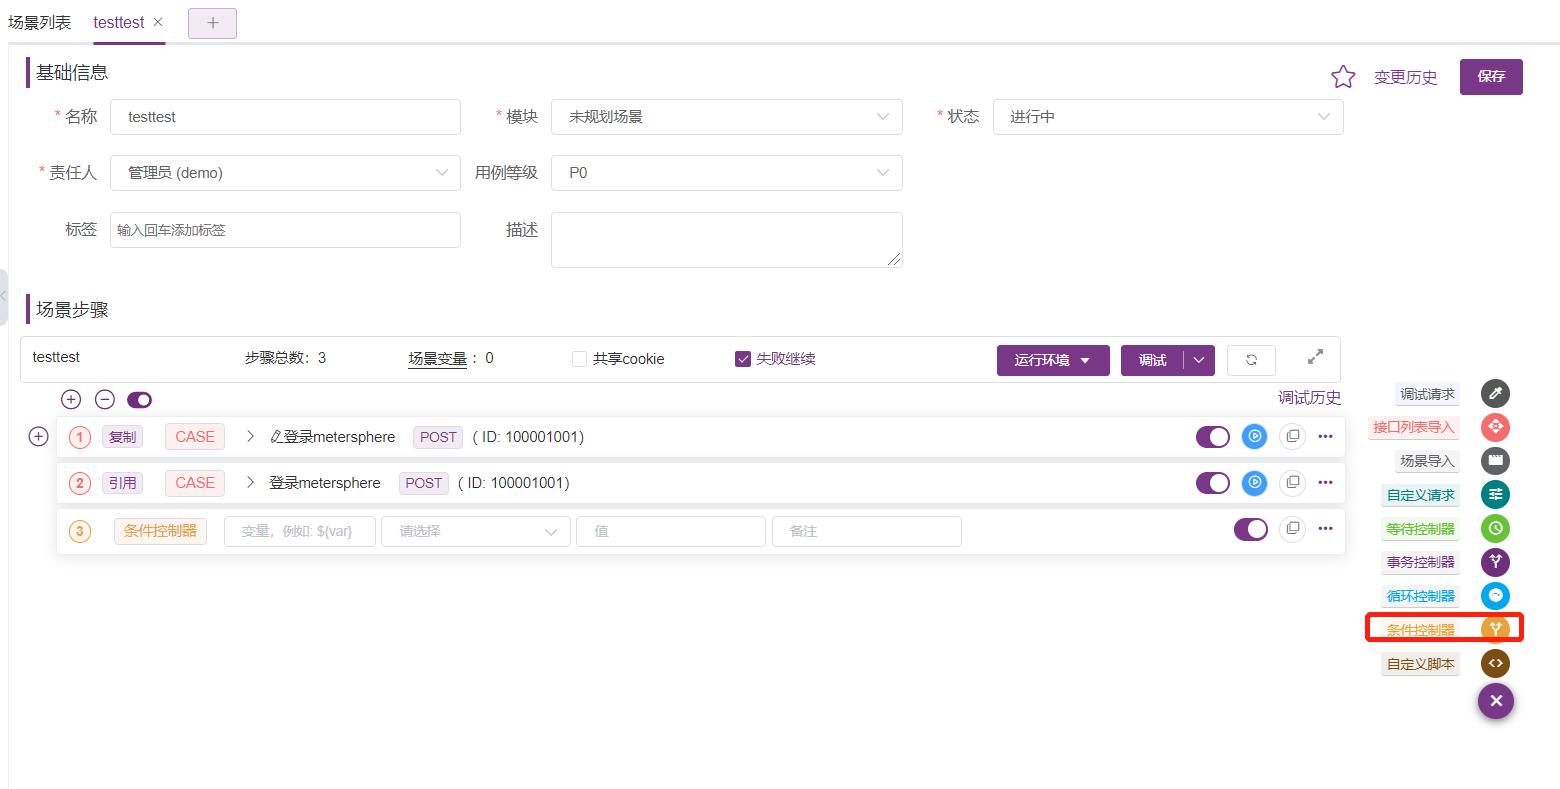 场景列表 testtest × +
基础信息 变更历史 保存
* 名称 testtest * 模块 未规划场景 * 状态 进行中
* 责任人 管理员 (demo) 用例等级 P0
标签 输入回车添加标签 描述
场景步骤
testtest 步骤总数：3 场景变量 ：0 共享cookie 失败继续 运行环境 调试
调试历史
1 复制 CASE 登录metersphere POST ( ID: 100001001)
2 引用 CASE 登录metersphere POST ( ID: 100001001)
3 条件控制器 变量，例如: ${var} 请选择 值 备注
调试请求
接口列表导入
场景导入
自定义请求
等待控制器
事务控制器
循环控制器
条件控制器
自定义脚本